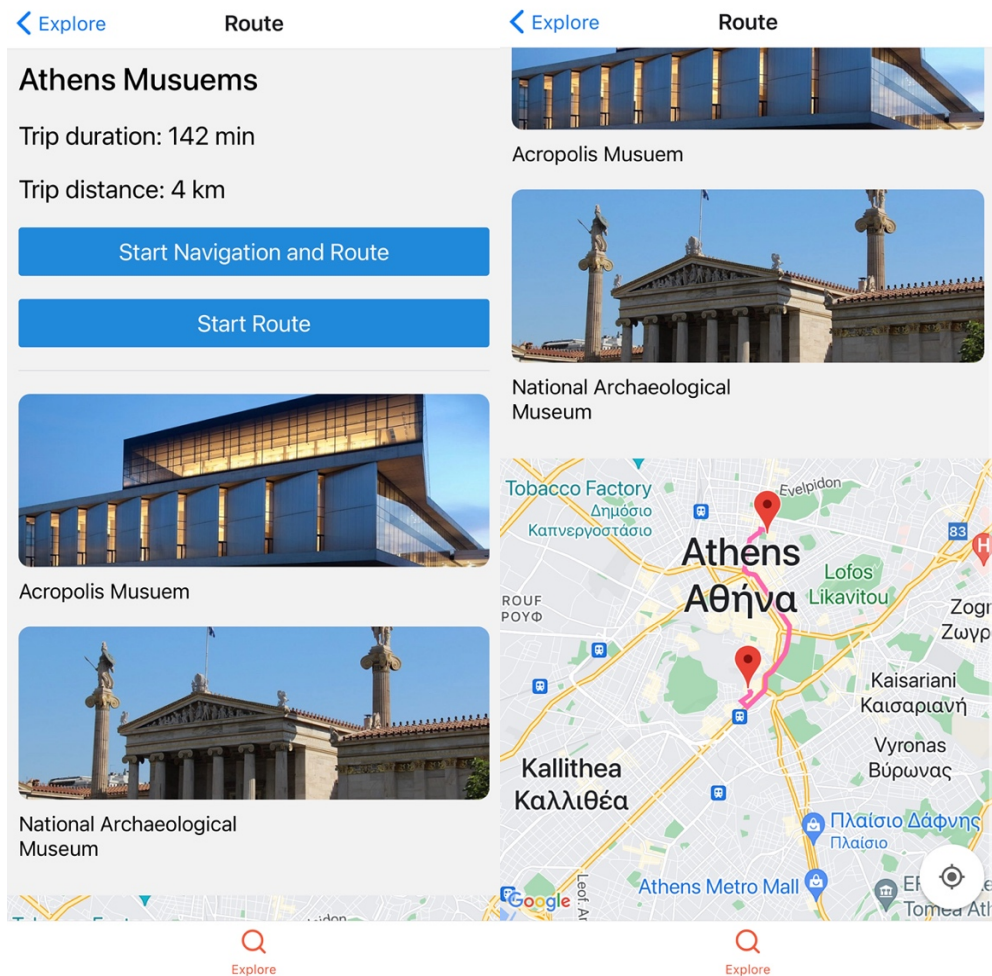 Explore
Route
Athens Musuems
Trip duration: 142 min
Trip distance: 4 km
Start Navigation and Route
Start Route
Acropolis Musuem
National Archaeological
Museum
Explore
Explore
Route
Acropolis Musuem
National Archaeological
Museum
Tobacco Factory
Δημόσιο
Καπνεργοστάσιο
Evelpidon
83
H
Athens
Αθήνα
Lofos
Likavitou
ROUF
ΡΟΥΦ
Zogr
Ζωγρ
Kaisariani
Καισαριανή
Vyronas
Βύρωνας
Kallithea
Καλλιθέα
Πλαίσιο Δάφνης
Πλαίσιο
Athens Metro Mall
Leof. A
Google
Tomea Ath
Explore